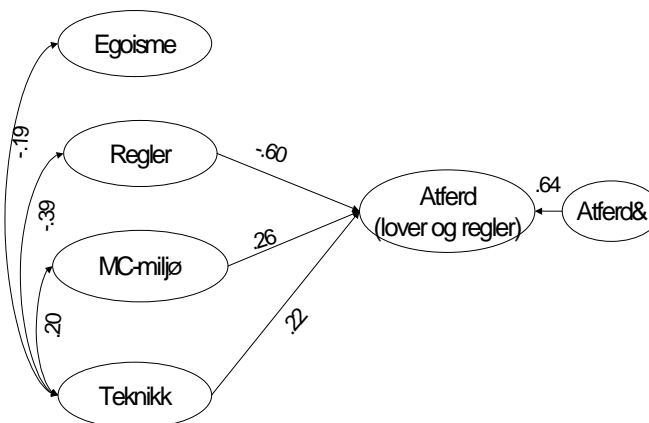 Egoisme
-.19
Regler
-.60
-.39
Atferd
(lover og regler)
.64
Atferd&
.26
MC-miljø
.20
.22
Teknikk